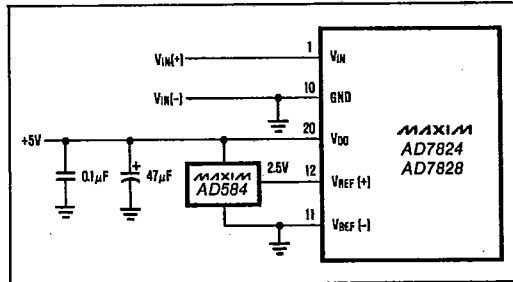 VIN(+)
1
VIN
VIN(−)
10
GND
+5V
20
VDD
MAXIM
AD7824
AD7828
0.1µF
+
47µF
MAXIM
AD584
2.5V
12
VREF (+)
11
VREF (−)